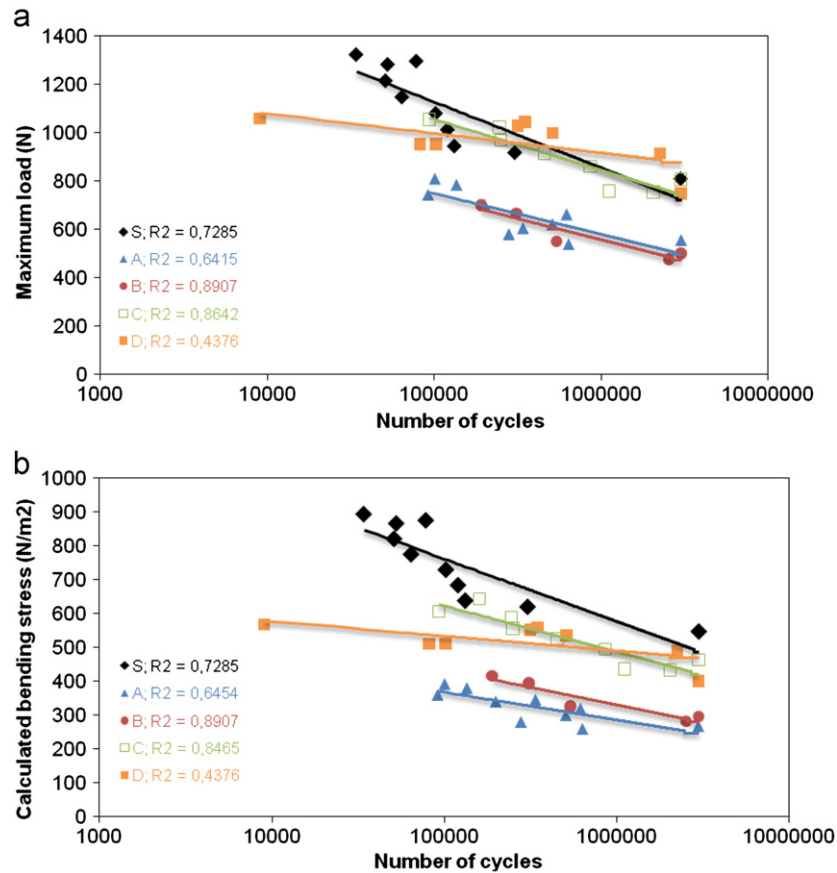 a
1400
1200
1000
800
600
400
200
0
Maximum load (N)
S; R2 = 0,7285
A; R2 = 0,6415
B; R2 = 0,8907
C; R2 = 0,8642
D; R2 = 0,4376
1000 10000 100000 1000000 10000000
Number of cycles
b
1000
900
800
700
600
500
400
300
200
100
0
Calculated bending stress (N/m2)
S; R2 = 0,7285
A; R2 = 0,6454
B; R2 = 0,8907
C; R2 = 0,8465
D; R2 = 0,4376
1000 10000 100000 1000000 10000000
Number of cycles